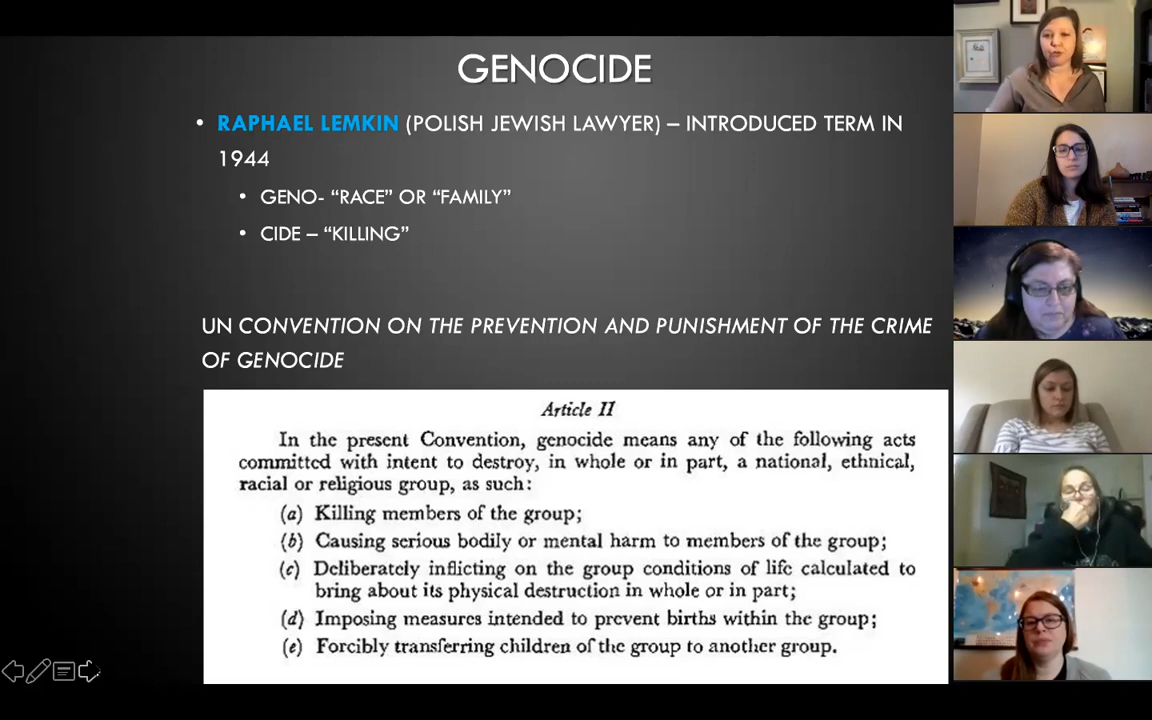 GENOCIDE
• RAPHAEL LEMKIN (POLISH JEWISH LAWYER) – INTRODUCED TERM IN
1944
• GENO- “RACE” OR “FAMILY”
• CIDE – “KILLING”
UN CONVENTION ON THE PREVENTION AND PUNISHMENT OF THE CRIME
OF GENOCIDE
Article II
In the present Convention, genocide means any of the following acts
committed with intent to destroy, in whole or in part, a national, ethnical,
racial or religious group, as such:
(a) Killing members of the group;
(b) Causing serious bodily or mental harm to members of the group;
(c) Deliberately inflicting on the group conditions of life calculated to
bring about its physical destruction in whole or in part;
(d) Imposing measures intended to prevent births within the group;
(e) Forcibly transferring children of the group to another group.